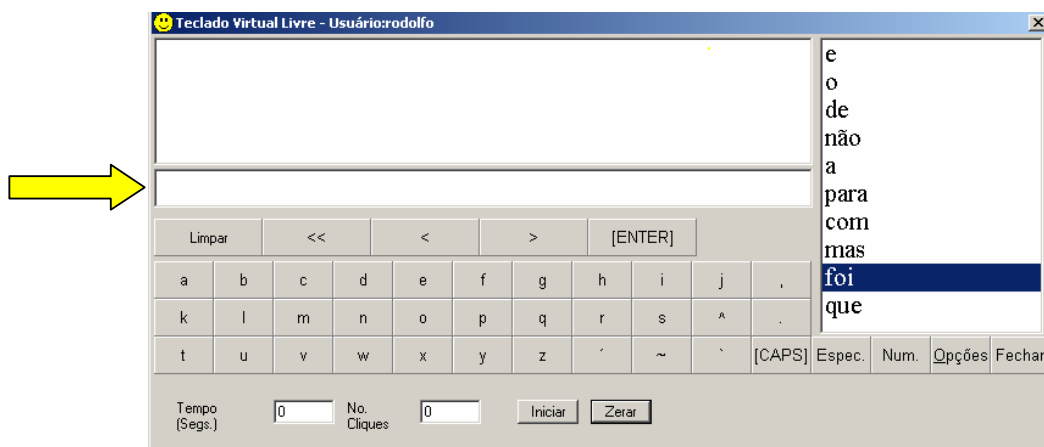 Teclado Virtual Livre - Usuário:rodolfo
e
o
de
não
a
para
com
mas
foi
que
Limpar << < > [ENTER]
a b c d e f g h i j ,
k l m n o p q r s ^ .
t u v w x y z ´ ~ ` [CAPS] Espec. Num. Opções Fechar
Tempo (Segs.) 0 No. Cliques 0 Iniciar Zerar